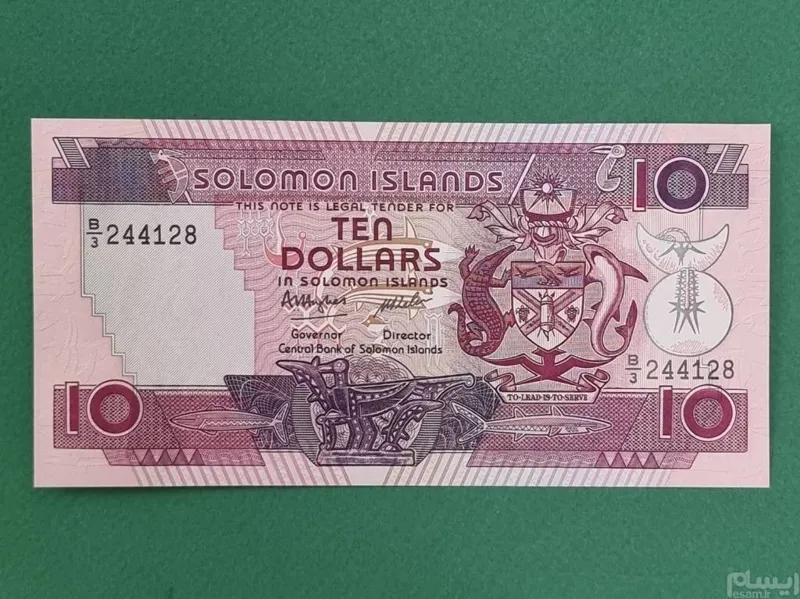 SOLOMON ISLANDS
10
THIS NOTE IS LEGAL TENDER FOR
B/3 244128
TEN
DOLLARS
IN SOLOMON ISLANDS
Governor Director
Central Bank of Solomon Islands
B/3 244128
TO·LEAD·IS·TO·SERVE
10
10
ایسام
esam.ir